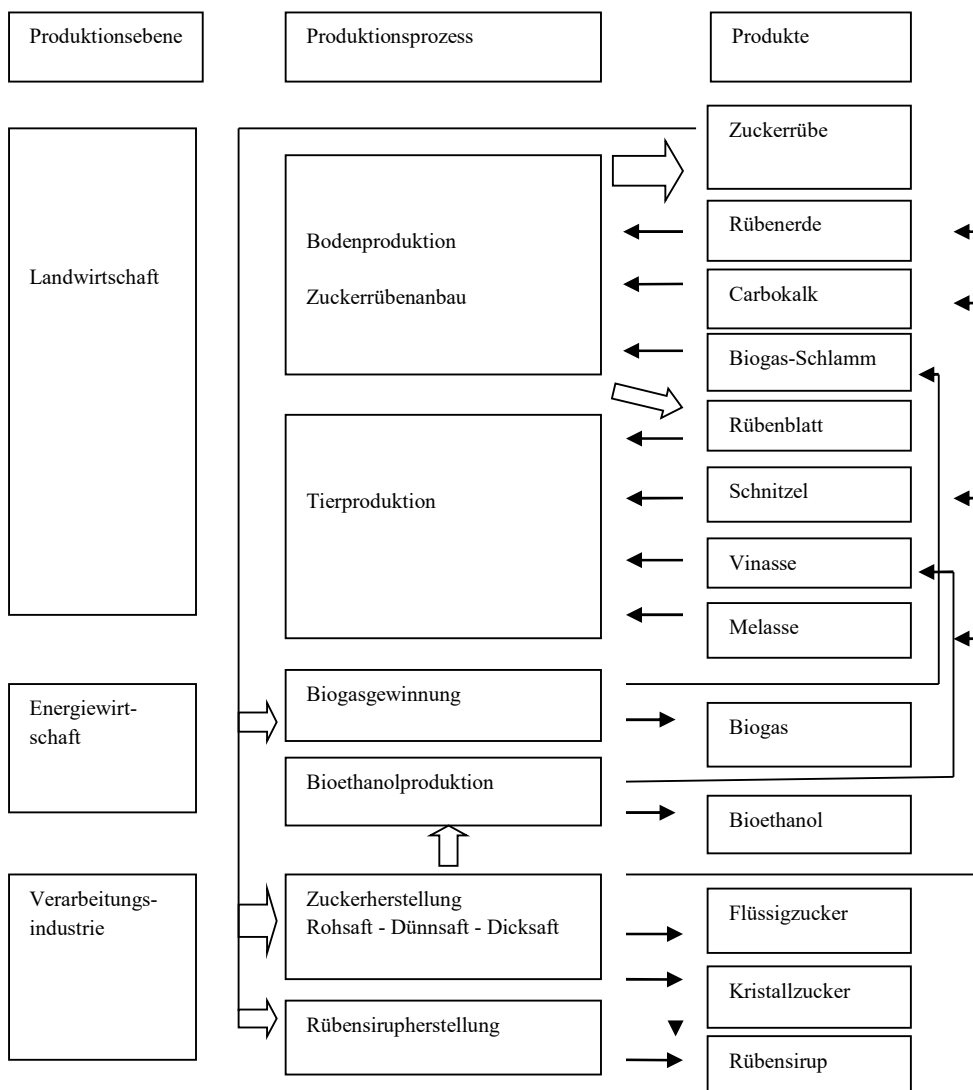 Produktionsebene
Produktionsprozess
Produkte
Landwirtschaft
Bodenproduktion
Zuckerrübenanbau
Tierproduktion
Zuckerrübe
Rübenerde
Carbokalk
Biogas-Schlamm
Rübenblatt
Schnitzel
Vinasse
Melasse
Energiewirt-
schaft
Biogasgewinnung
Bioethanolproduktion
Biogas
Bioethanol
Verarbeitungs-
industrie
Zuckerherstellung
Rohsaft - Dünnsaft - Dicksaft
Rübensirupherstellung
Flüssigzucker
Kristallzucker
Rübensirup